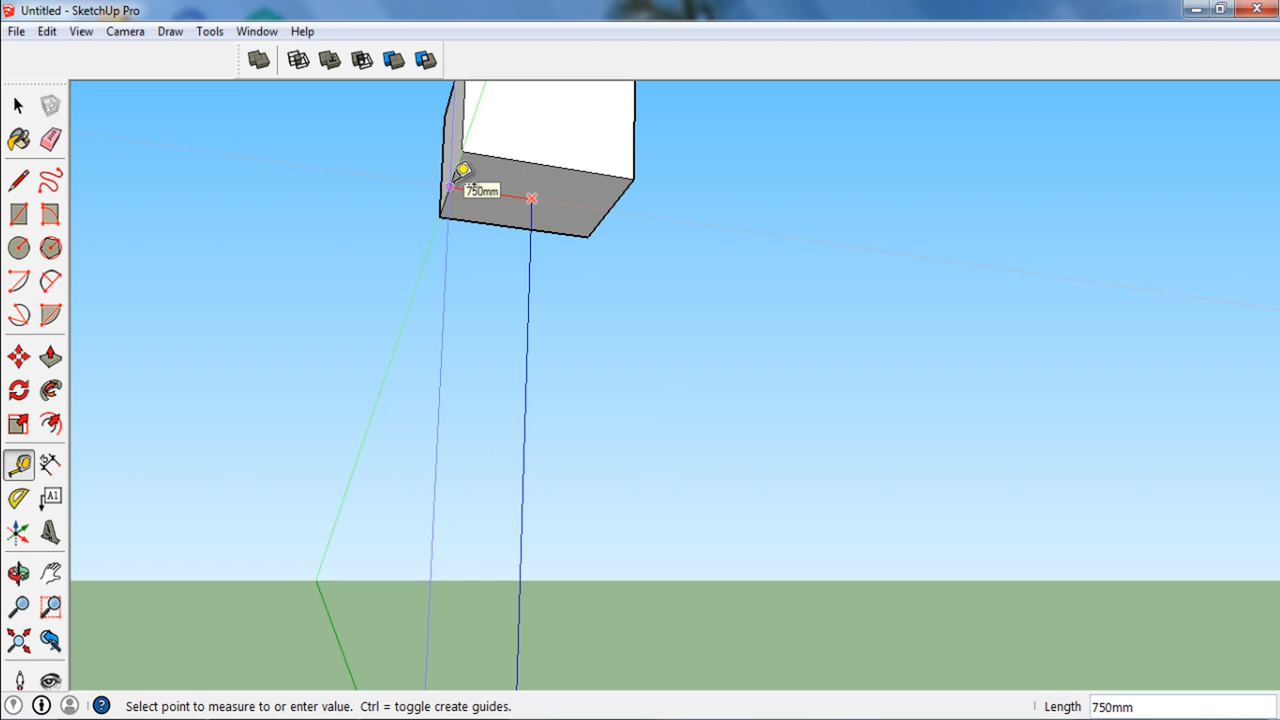 Untitled - SketchUp Pro
File Edit View Camera Draw Tools Window Help
750mm
A1
Select point to measure to or enter value. Ctrl = toggle create guides.
Length 750mm